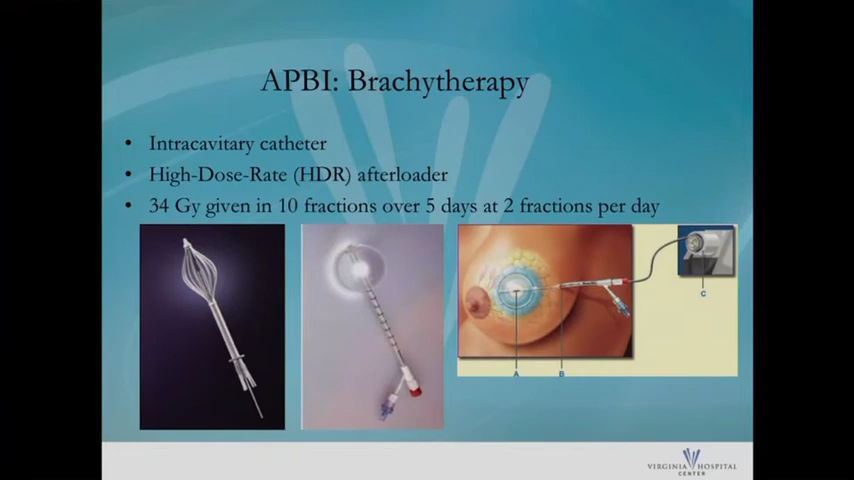 APBI: Brachytherapy
• Intracavitary catheter
• High-Dose-Rate (HDR) afterloader
• 34 Gy given in 10 fractions over 5 days at 2 fractions per day
C
A B
VIRGINIA HOSPITAL
CENTER